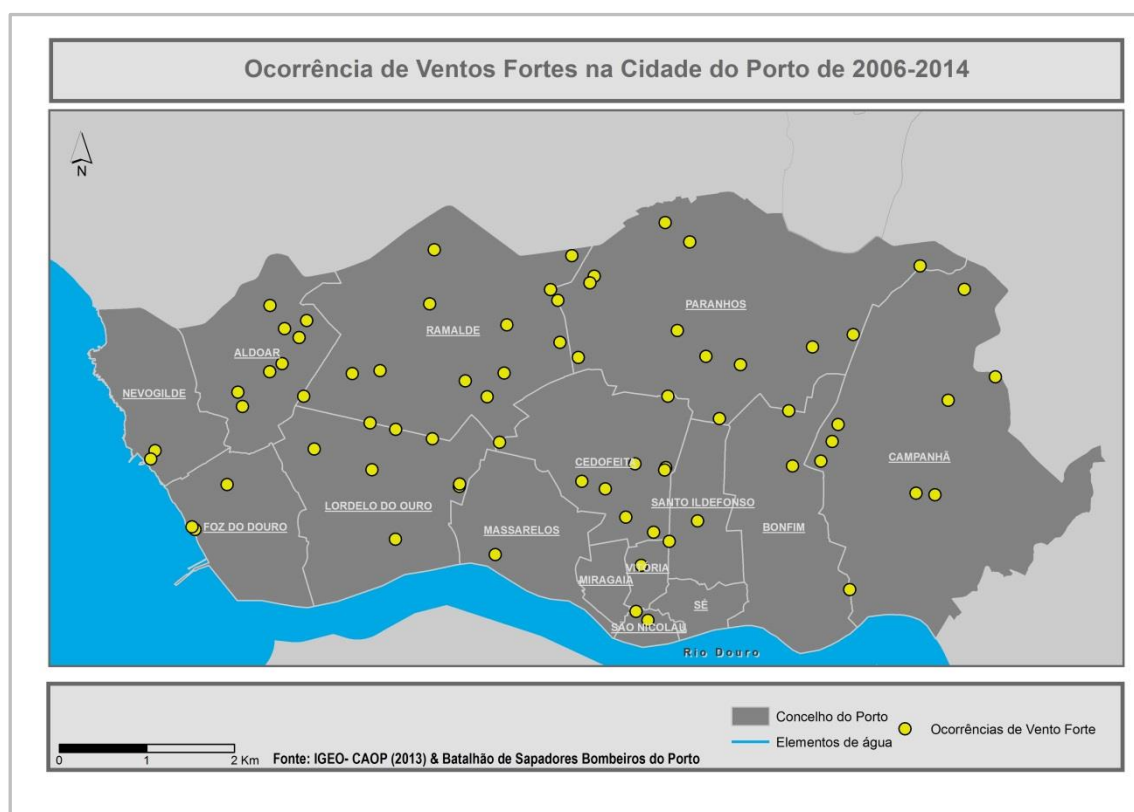 Ocorrência de Ventos Fortes na Cidade do Porto de 2006-2014
N
PARANHOS
RAMALDE
ALDOAR
NEVOGILDE
CAMPANHÃ
CEDOFEITA
SANTO ILDEFONSO
LORDELO DO OURO
FOZ DO DOURO
MASSARELOS
BONFIM
VITÓRIA
MIRAGAIA
SÉ
SÃO NICOLAU
Rio Douro
Concelho do Porto
Elementos de água
Ocorrências de Vento Forte
0 1 2 Km
Fonte: IGEO- CAOP (2013) & Batalhão de Sapadores Bombeiros do Porto